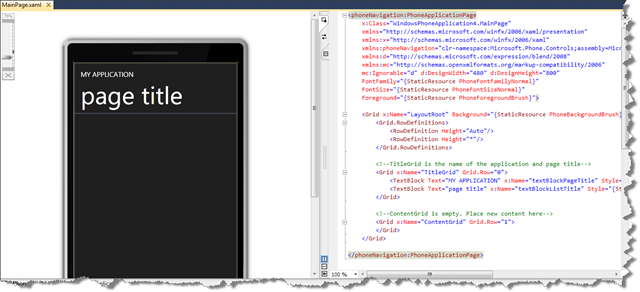 MainPage.xaml
MY APPLICATION
page title
<phoneNavigation:PhoneApplicationPage
x:Class="WindowsPhoneApplication4.MainPage"
xmlns="http://schemas.microsoft.com/winfx/2006/xaml/presentation"
xmlns:x="http://schemas.microsoft.com/winfx/2006/xaml"
xmlns:phoneNavigation="clr-namespace:Microsoft.Phone.Controls;assembly=Micros
xmlns:d="http://schemas.microsoft.com/expression/blend/2008"
xmlns:mc="http://schemas.openxmlformats.org/markup-compatibility/2006"
mc:Ignorable="d" d:DesignWidth="480" d:DesignHeight="800"
FontFamily="{StaticResource PhoneFontFamilyNormal}"
FontSize="{StaticResource PhoneFontSizeNormal}"
Foreground="{StaticResource PhoneForegroundBrush}">
<Grid x:Name="LayoutRoot" Background="{StaticResource PhoneBackgroundBrush}
<Grid.RowDefinitions>
<RowDefinition Height="Auto"/>
<RowDefinition Height="*"/>
</Grid.RowDefinitions>
<!--TitleGrid is the name of the application and page title-->
<Grid x:Name="TitleGrid" Grid.Row="0">
<TextBlock Text="MY APPLICATION" x:Name="textBlockPageTitle" Style=
<TextBlock Text="page title" x:Name="textBlockListTitle" Style="{St
</Grid>
<!--ContentGrid is empty. Place new content here-->
<Grid x:Name="ContentGrid" Grid.Row="1">
</Grid>
</Grid>
</phoneNavigation:PhoneApplicationPage>
100 %